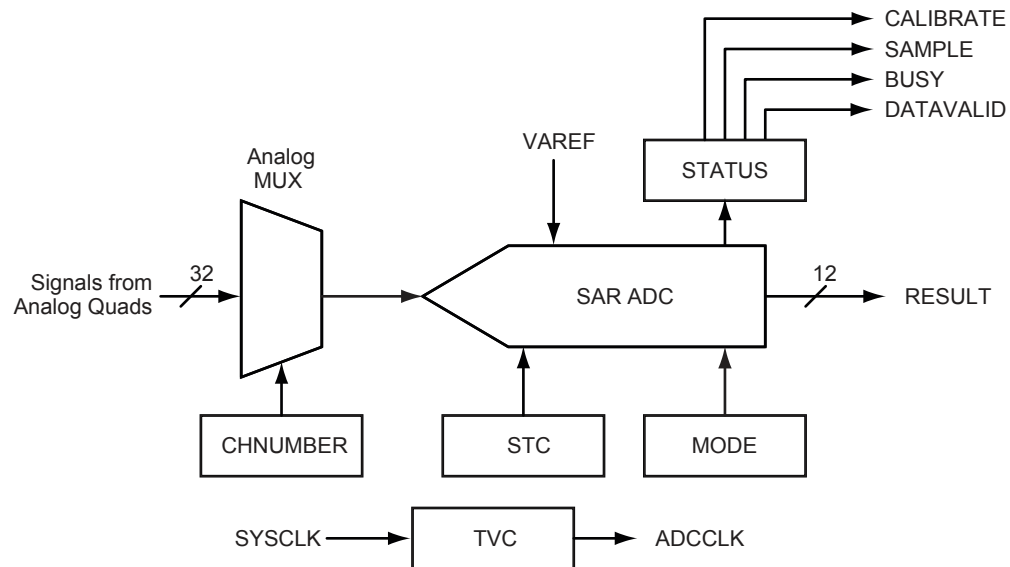 CALIBRATE
SAMPLE
BUSY
DATAVALID
VAREF
STATUS
Analog
MUX
32
Signals from
Analog Quads
SAR ADC
12
RESULT
CHNUMBER
STC
MODE
SYSCLK
TVC
ADCCLK